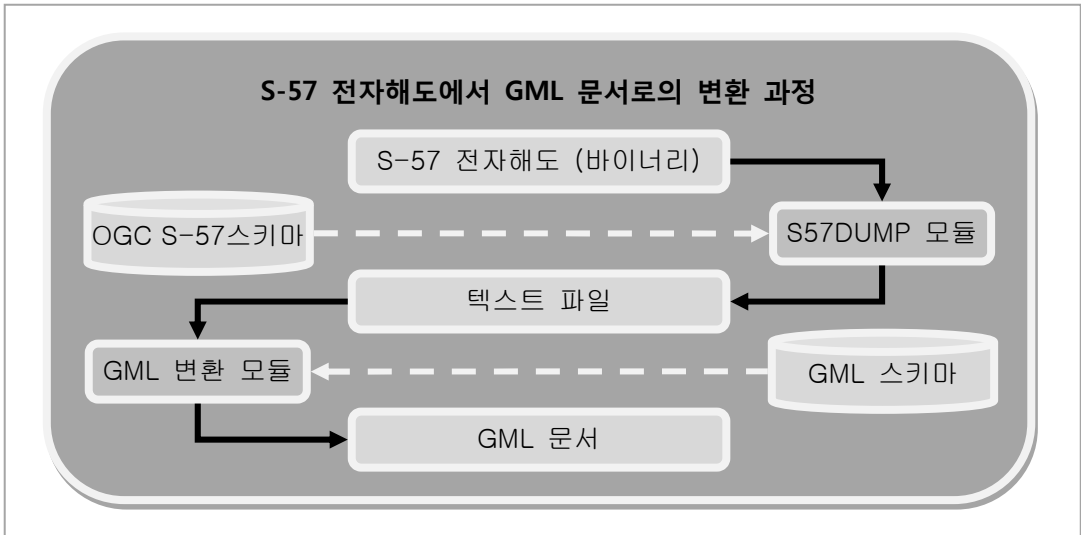 S-57 전자해도에서 GML 문서로의 변환 과정
S-57 전자해도 (바이너리)
OGC S-57스키마
S57DUMP 모듈
텍스트 파일
GML 변환 모듈
GML 스키마
GML 문서